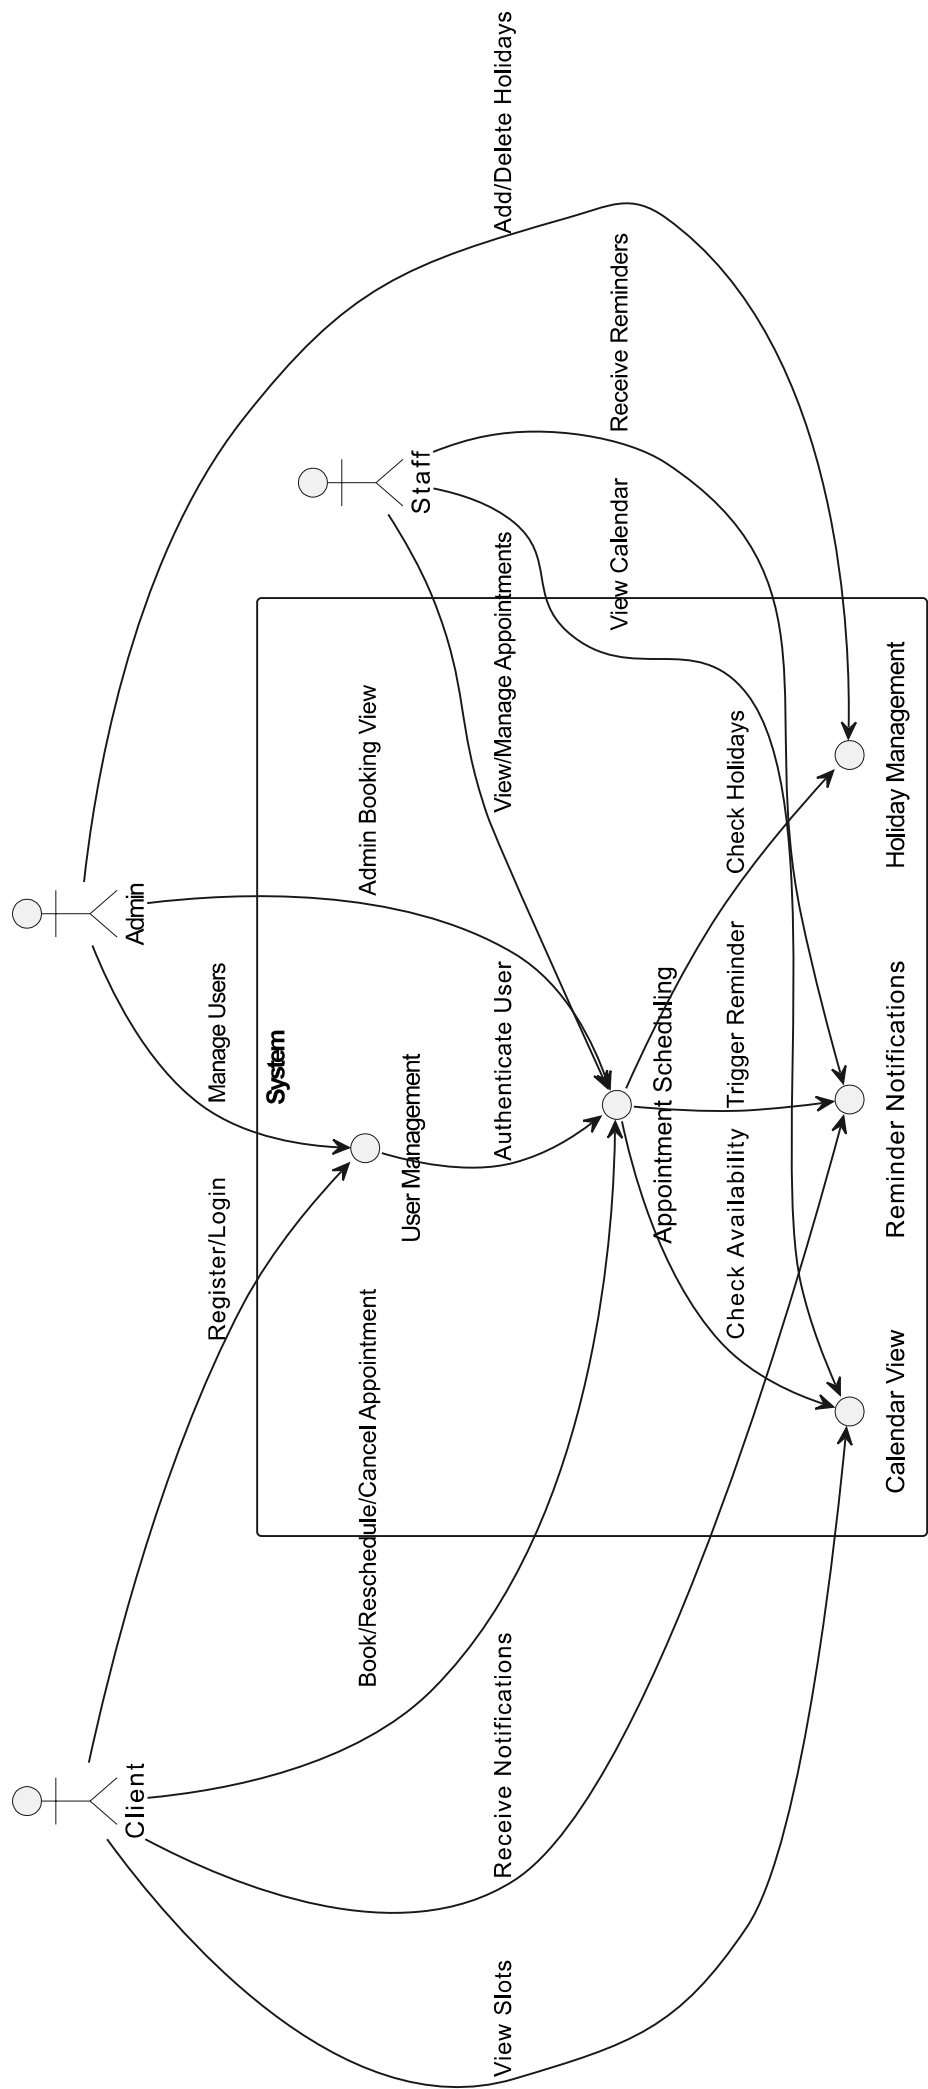 Client
Admin
Register/Login
Manage Users
System
Staff
Book/Reschedule/Cancel Appointment
Admin Booking View
User Management
View Slots
Receive Notifications
Authenticate User
View/Manage Appointments
Add/Delete Holidays
View Calendar
Receive Reminders
Appointment Scheduling
Check Availability
Trigger Reminder
Check Holidays
Calendar View
Reminder Notifications
Holiday Management